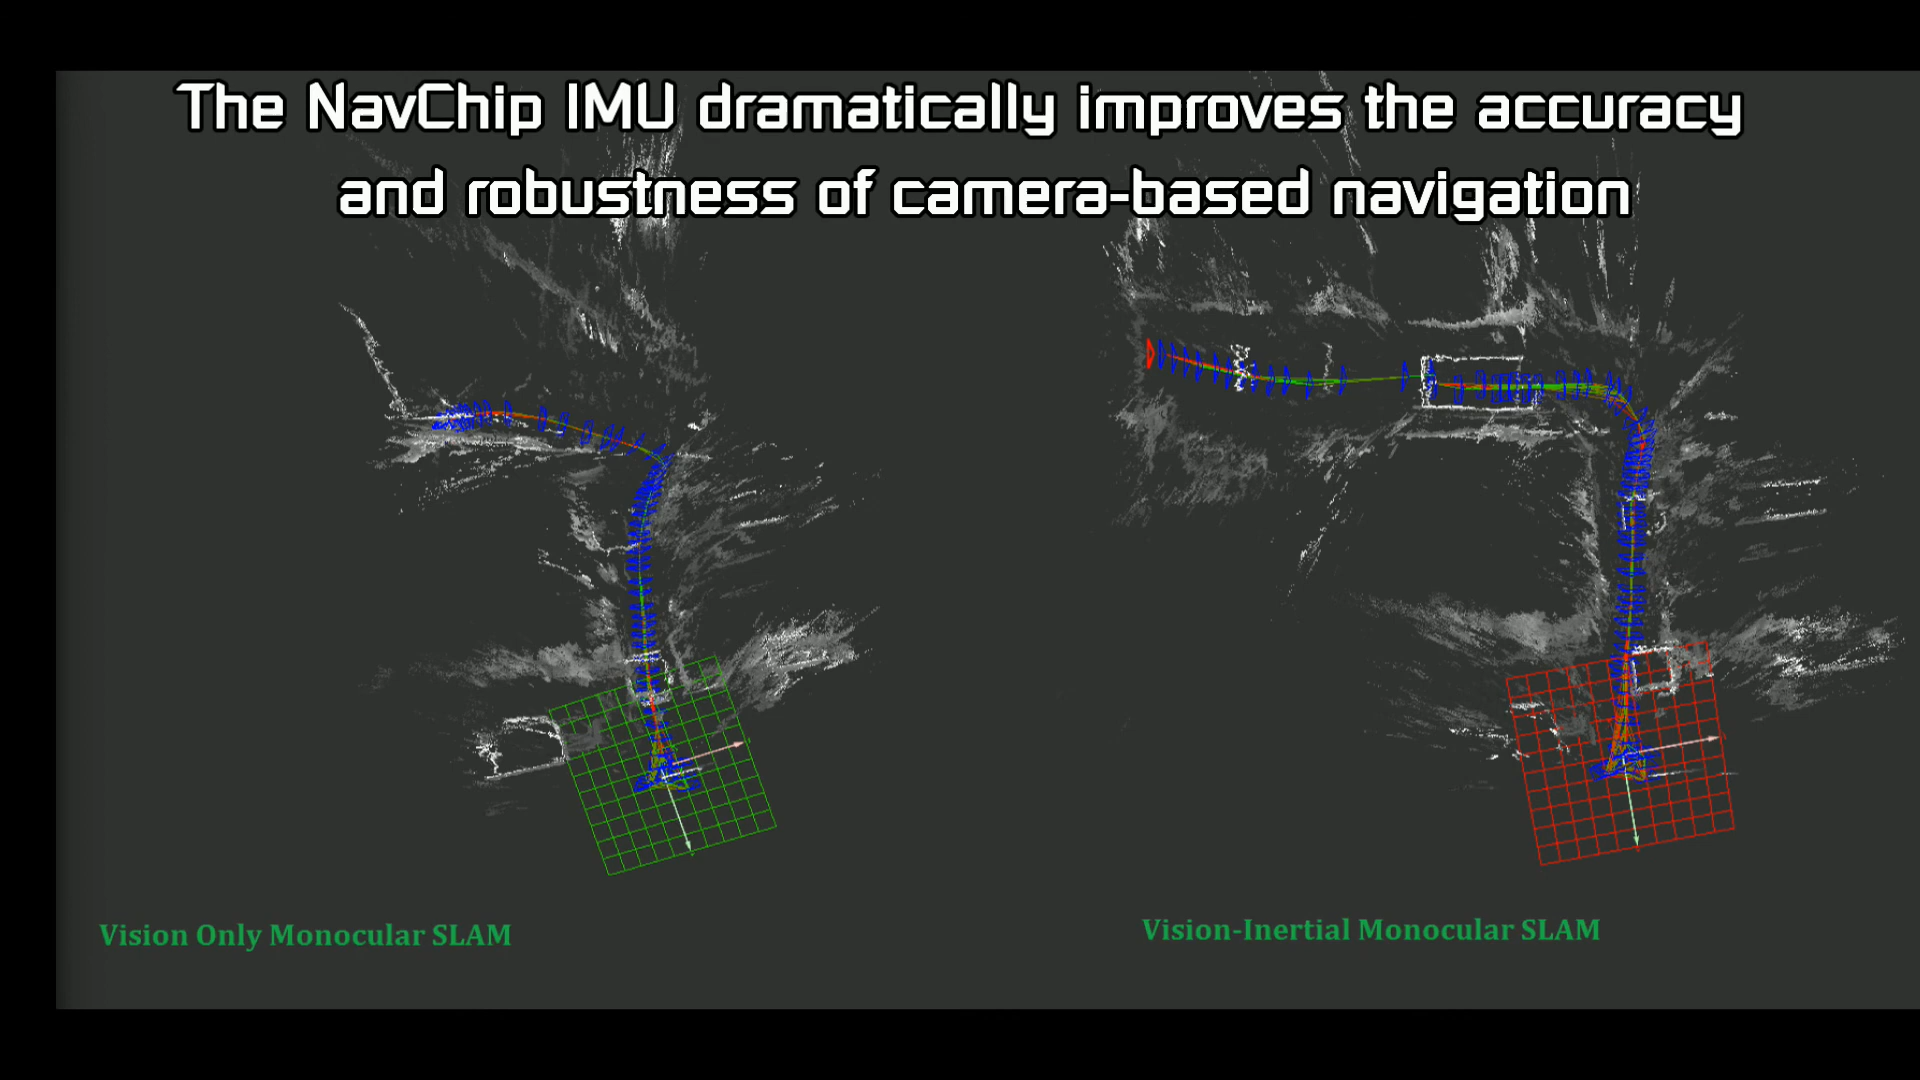 The NavChip IMU dramatically improves the accuracy
and robustness of camera-based navigation
Vision Only Monocular SLAM
Vision-Inertial Monocular SLAM